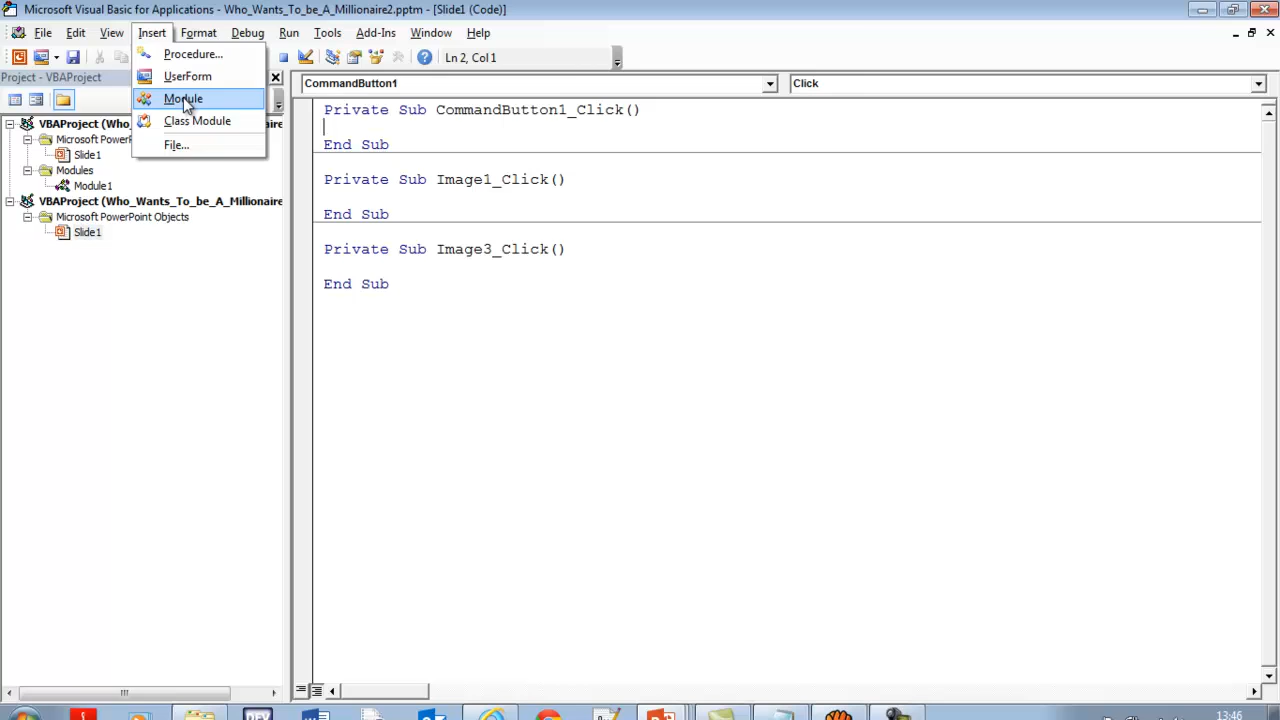 Microsoft Visual Basic for Applications - Who_Wants_To_be_A_Millionaire2.pptm - [Slide1 (Code)]
File Edit View Insert Format Debug Run Tools Add-Ins Window Help
Ln 2, Col 1
Procedure...
UserForm
Module
Class Module
File...
Project - VBAProject
VBAProject (Who_ aire
Microsoft PowerP
Slide1
Modules
Module1
VBAProject (Who_Wants_To_be_A_Millionaire
Microsoft PowerPoint Objects
Slide1
CommandButton1
Click
Private Sub CommandButton1_Click()
End Sub
Private Sub Image1_Click()
End Sub
Private Sub Image3_Click()
End Sub
DEV
13:46